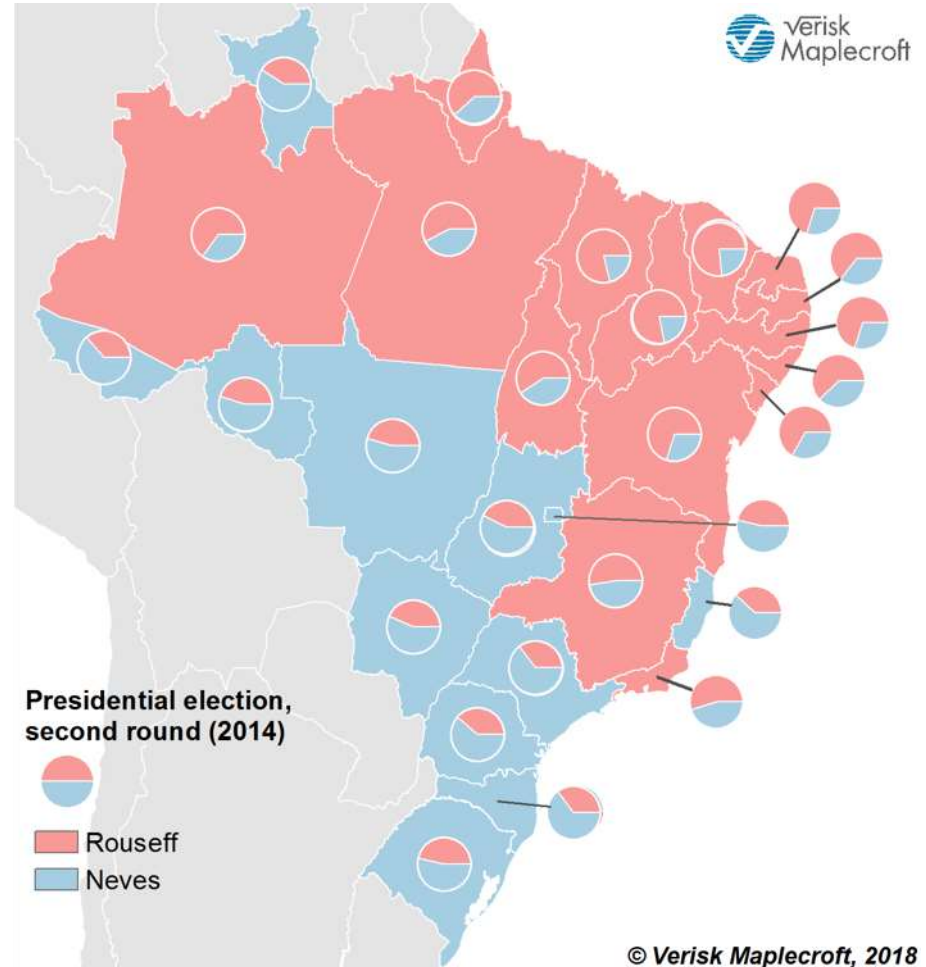 Verisk
Maplecroft
Presidential election,
second round (2014)
Rouseff
Neves
© Verisk Maplecroft, 2018